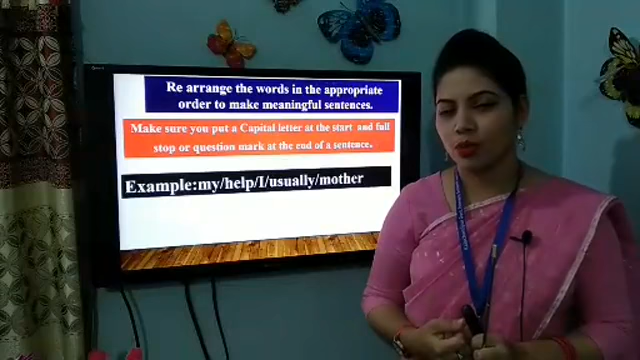 Re arrange the words in the appropriate
order to make meaningful sentences.
Make sure you put a Capital letter at the start and full
stop or question mark at the end of a sentence.
Example:my/help/I/usually/mother